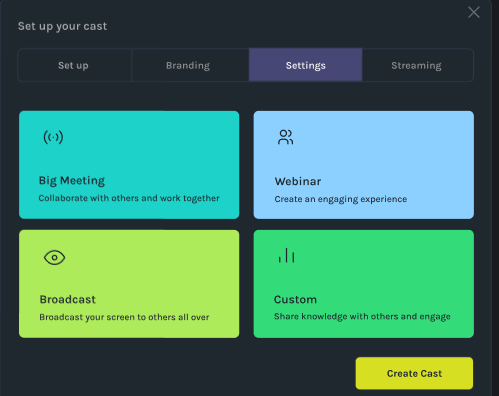 Set up your cast
Set up
Branding
Settings
Streaming
Big Meeting
Collaborate with others and work together
Webinar
Create an engaging experience
Broadcast
Broadcast your screen to others all over
Custom
Share knowledge with others and engage
Create Cast